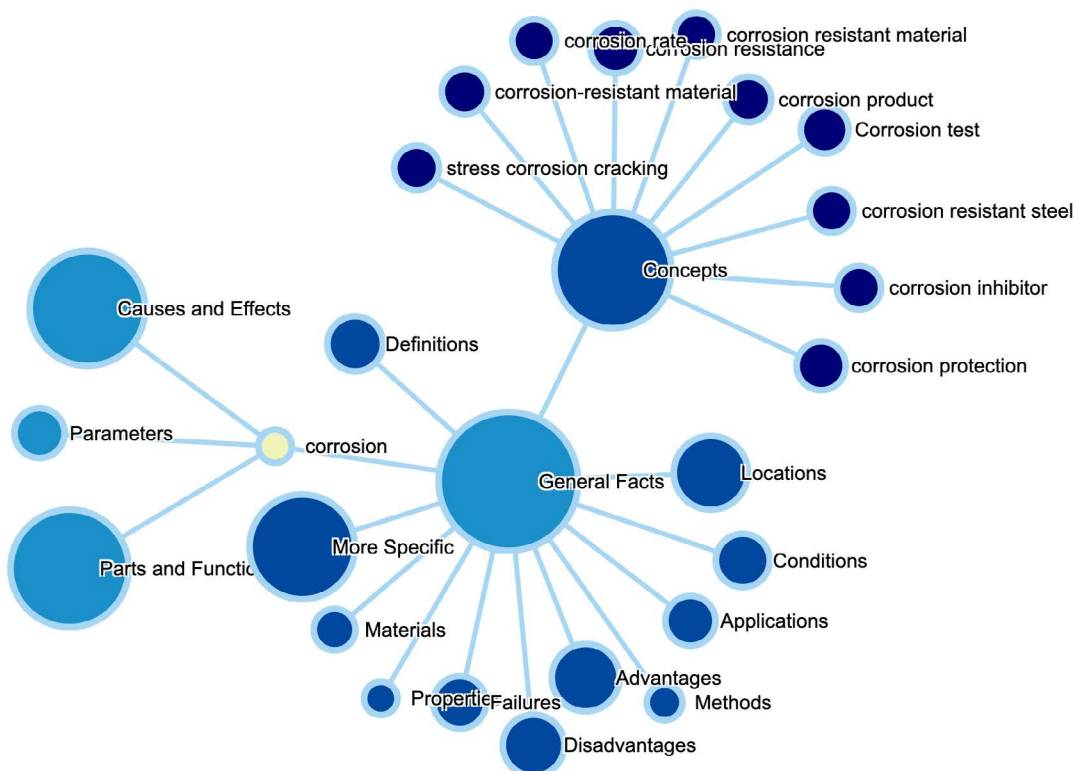 corrosion rate
corrosion resistant material
corrosion resistance
corrosion-resistant material
corrosion product
Corrosion test
stress corrosion cracking
corrosion resistant steel
Concepts
corrosion inhibitor
Causes and Effects
Definitions
corrosion protection
Parameters
corrosion
General Facts
Locations
More Specific
Parts and Functio
Conditions
Materials
Applications
Advantages
Propertie
Failures
Methods
Disadvantages